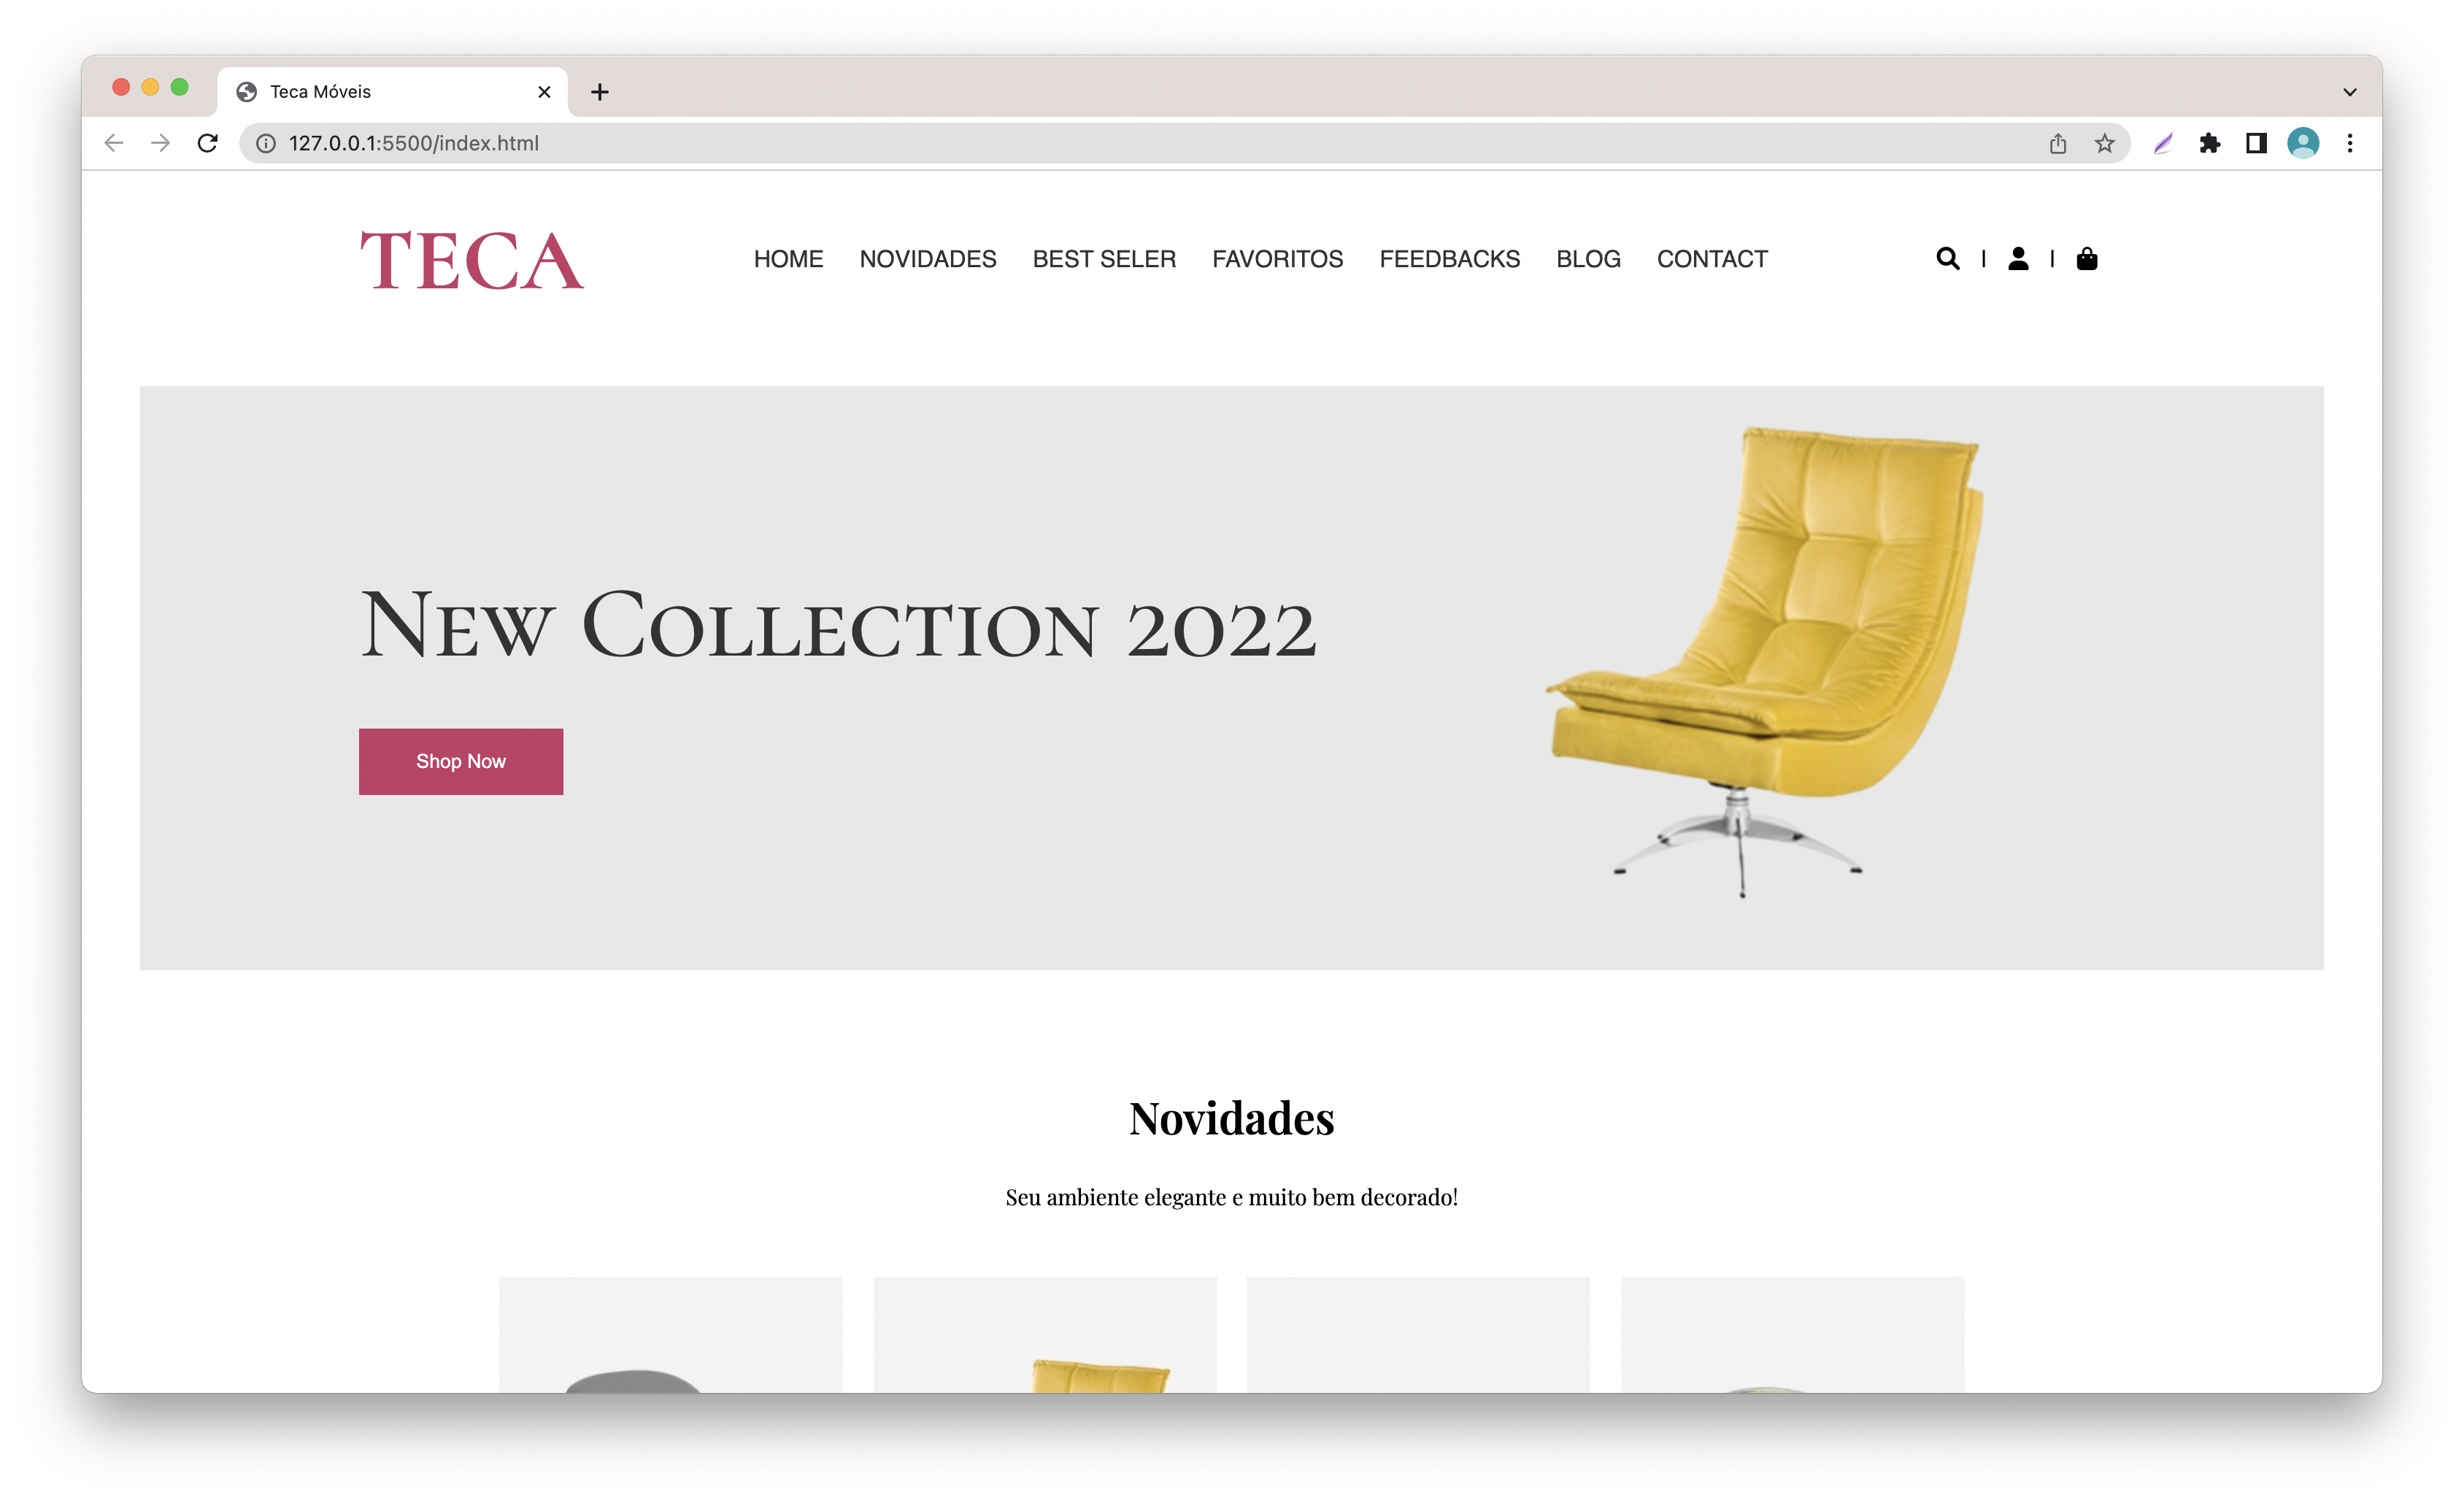 Teca Móveis
127.0.0.1:5500/index.html
TECA
HOME NOVIDADES BEST SELER FAVORITOS FEEDBACKS BLOG CONTACT
New Collection 2022
Shop Now
Novidades
Seu ambiente elegante e muito bem decorado!